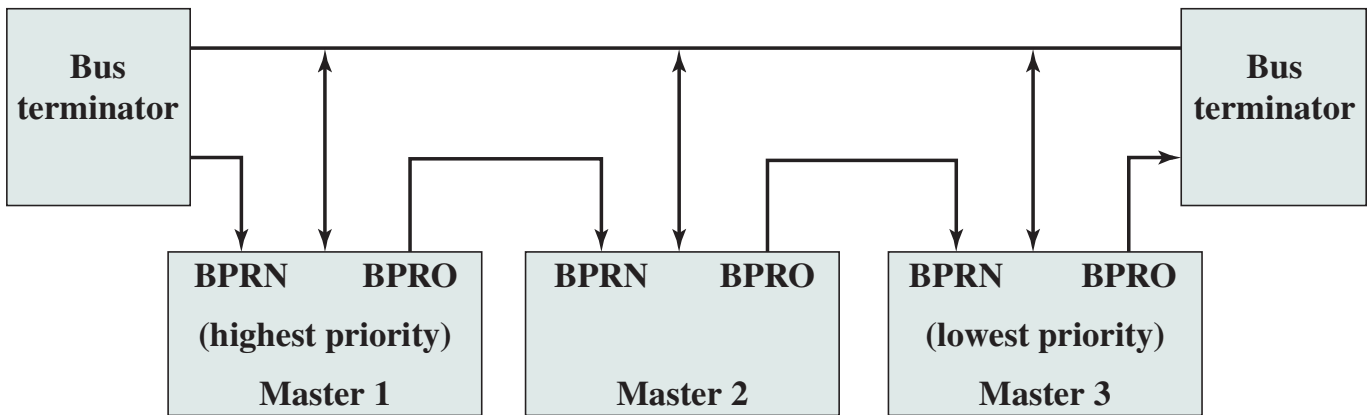 Bus
terminator
Bus
terminator
BPRN BPRO
(highest priority)
Master 1
BPRN BPRO
Master 2
BPRN BPRO
(lowest priority)
Master 3